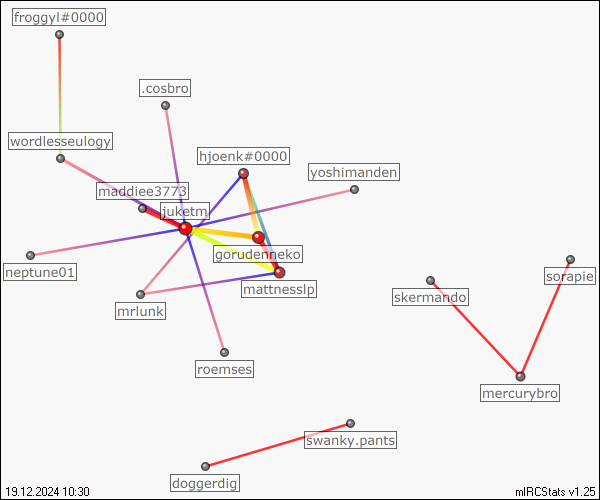 froggyl#0000
.cosbro
wordlesseulogy
hjoenk#0000
yoshimanden
maddiee3773
juketm
gorudenneko
neptune01
sorapie
mattnesslp
skermando
mrlunk
roemses
mercurybro
swanky.pants
doggerdig
19.12.2024 10:30
mIRCStats v1.25